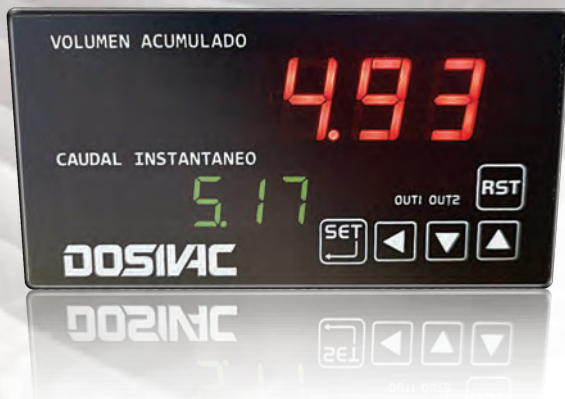 VOLUMEN ACUMULADO
4.93
CAUDAL INSTANTANEO
5.17
OUT1 OUT2
RST
SET
DOSIVAC